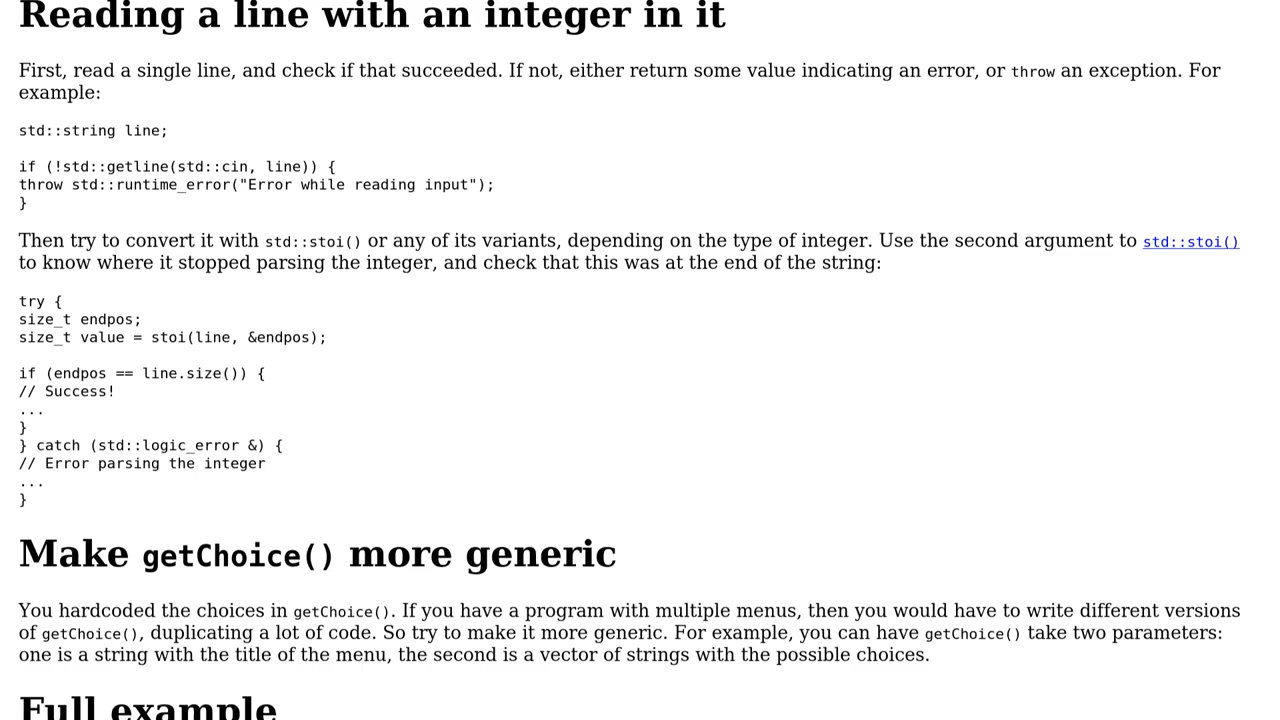 Reading a line with an integer in it
First, read a single line, and check if that succeeded. If not, either return some value indicating an error, or throw an exception. For
example:
std::string line;
if (!std::getline(std::cin, line)) {
throw std::runtime_error("Error while reading input");
}
Then try to convert it with std::stoi() or any of its variants, depending on the type of integer. Use the second argument to std::stoi()
to know where it stopped parsing the integer, and check that this was at the end of the string:
try {
size_t endpos;
size_t value = stoi(line, &endpos);
if (endpos == line.size()) {
// Success!
...
}
} catch (std::logic_error &) {
// Error parsing the integer
...
}
Make getChoice() more generic
You hardcoded the choices in getChoice(). If you have a program with multiple menus, then you would have to write different versions
of getChoice(), duplicating a lot of code. So try to make it more generic. For example, you can have getChoice() take two parameters:
one is a string with the title of the menu, the second is a vector of strings with the possible choices.
Full example